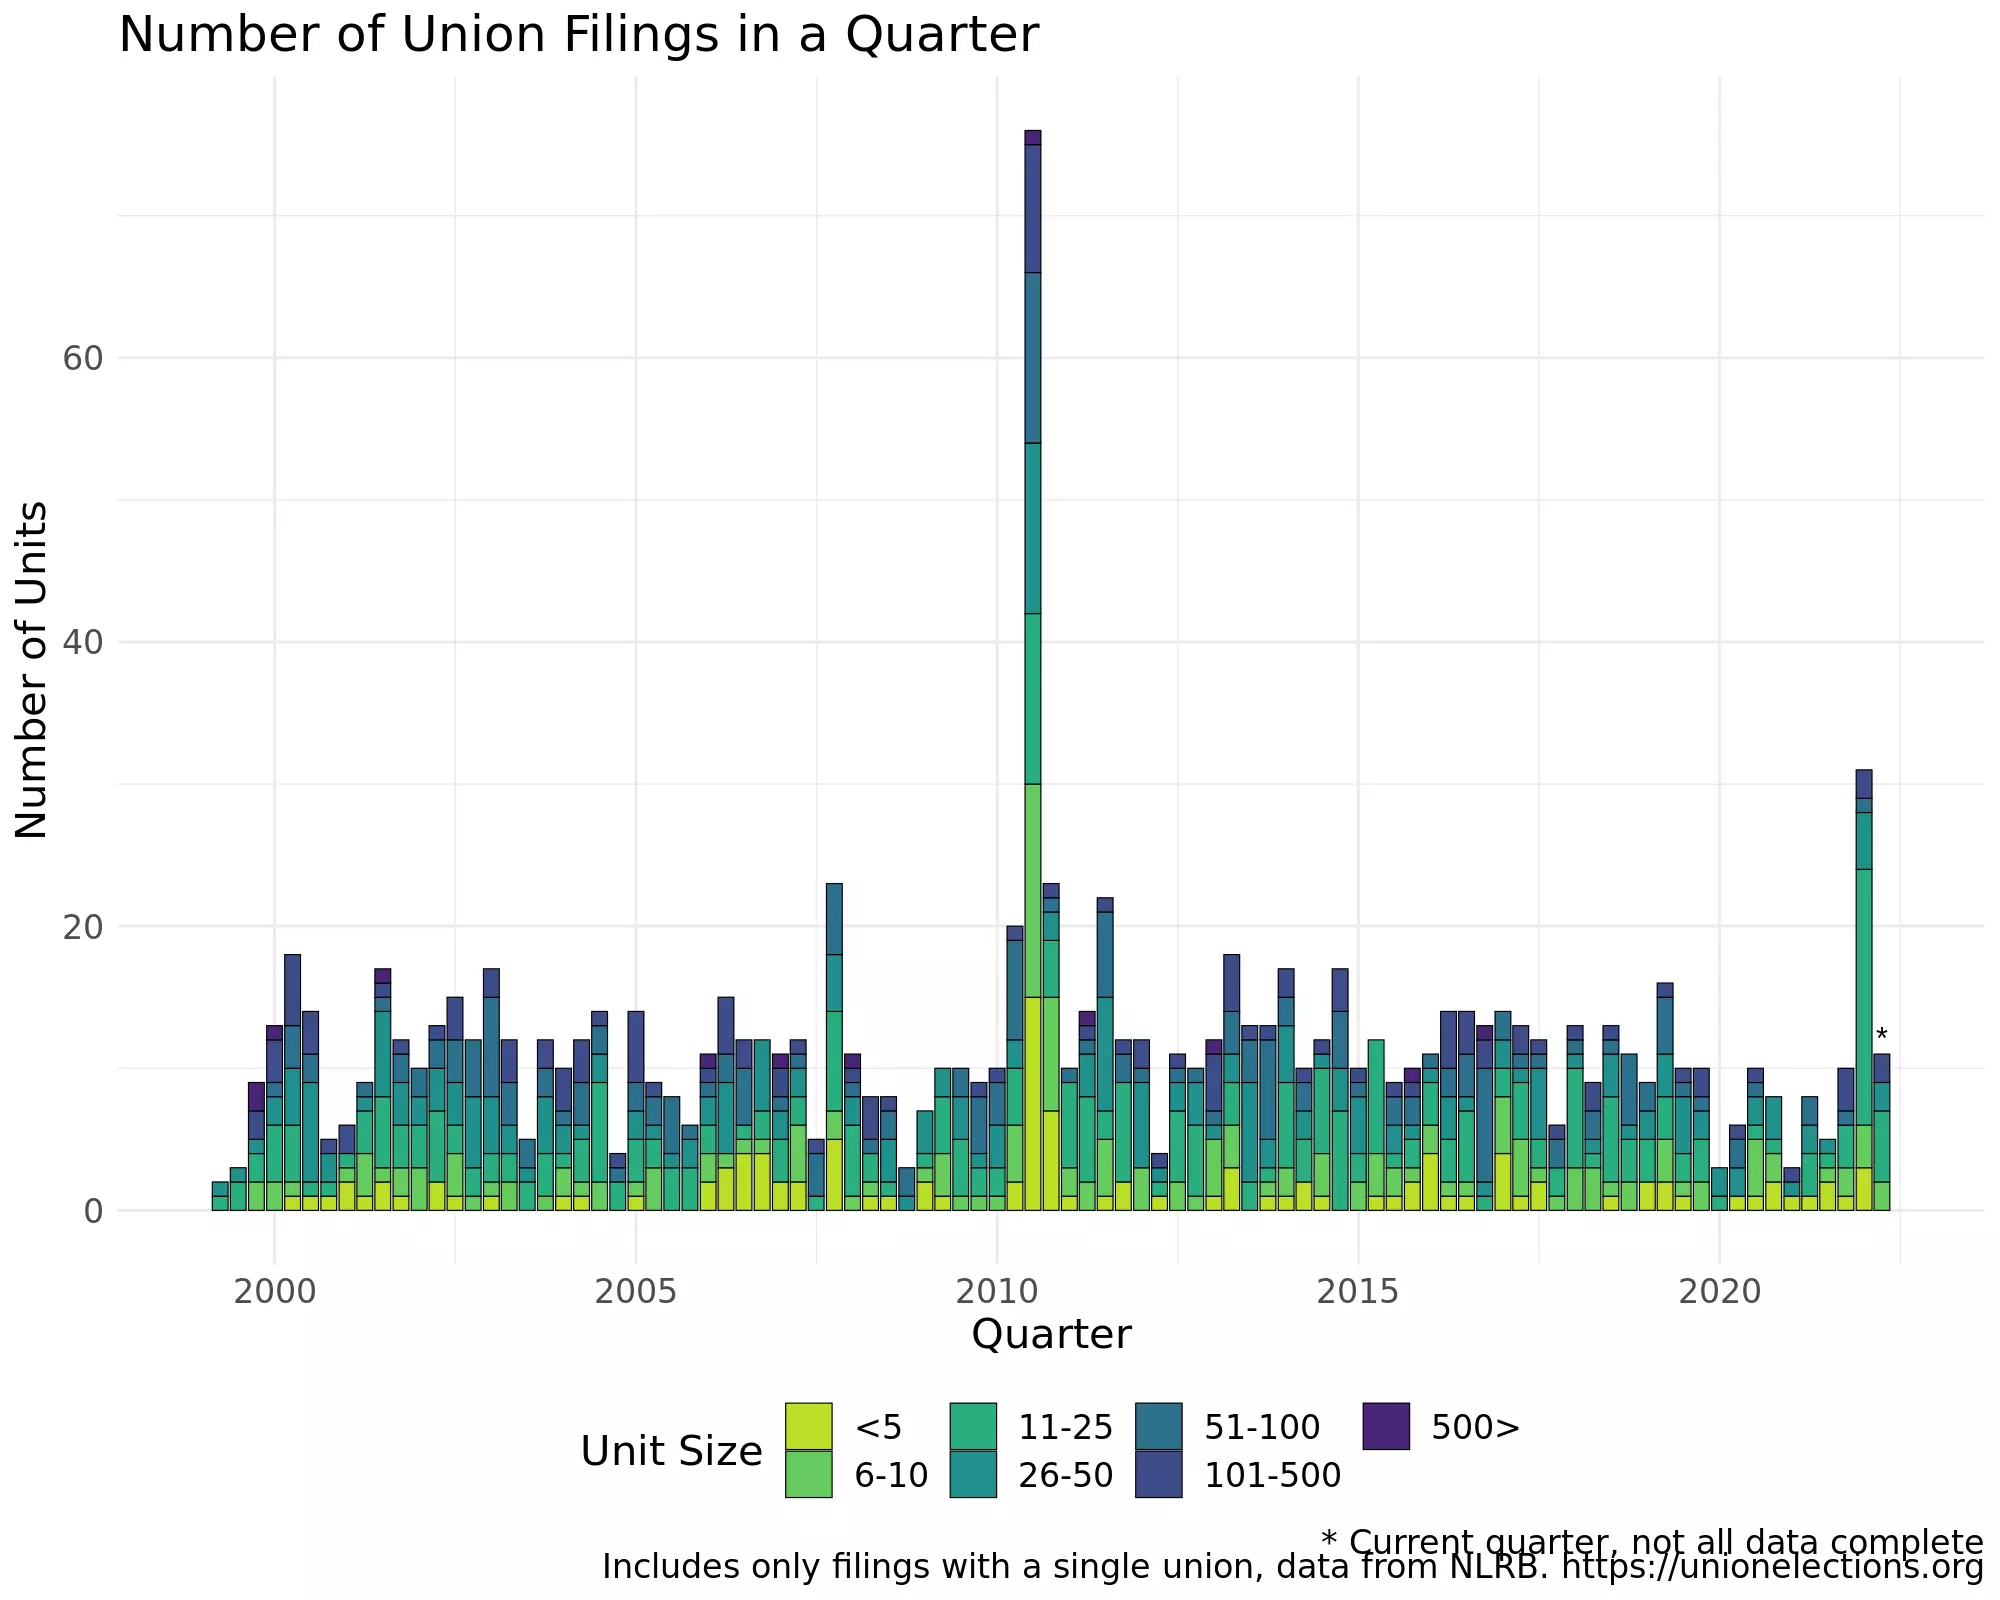 Number of Union Filings in a Quarter
Number of Units
60
40
20
0
*
2000 2005 2010 2015 2020
Quarter
Unit Size
<5 11-25 51-100 500>
6-10 26-50 101-500
* Current quarter, not all data complete
Includes only filings with a single union, data from NLRB. https://unionelections.org